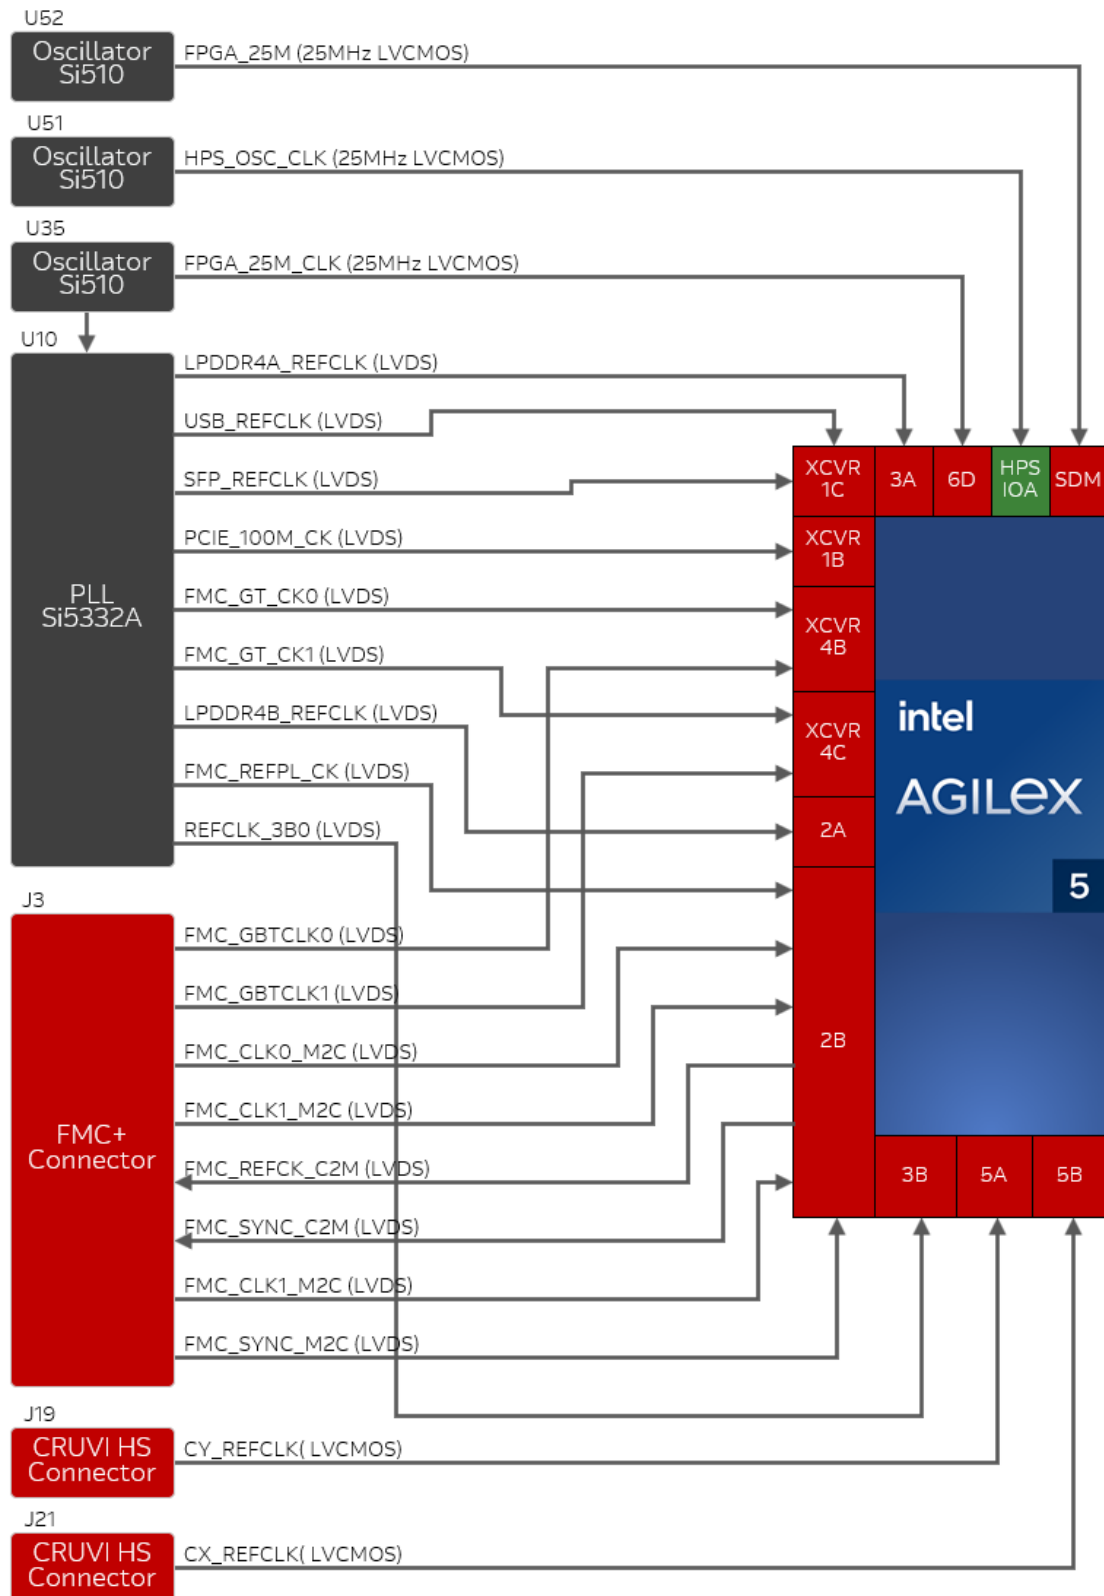 U52
Oscillator
Si510
FPGA_25M (25MHz LVCMOS)
U51
Oscillator
Si510
HPS_OSC_CLK (25MHz LVCMOS)
U35
Oscillator
Si510
FPGA_25M_CLK (25MHz LVCMOS)
U10
PLL
Si5332A
LPDDR4A_REFCLK (LVDS)
USB_REFCLK (LVDS)
SFP_REFCLK (LVDS)
PCIE_100M_CK (LVDS)
FMC_GT_CK0 (LVDS)
FMC_GT_CK1 (LVDS)
LPDDR4B_REFCLK (LVDS)
FMC_REFPL_CK (LVDS)
REFCLK_3B0 (LVDS)
XCVR
1C
3A
6D
HPS
IOA
SDM
XCVR
1B
XCVR
4B
XCVR
4C
2A
2B
intel
AGILEX
5
3B
5A
5B
J3
FMC+
Connector
FMC_GBTCLK0 (LVDS)
FMC_GBTCLK1 (LVDS)
FMC_CLK0_M2C (LVDS)
FMC_CLK1_M2C (LVDS)
FMC_REFCK_C2M (LVDS)
FMC_SYNC_C2M (LVDS)
FMC_CLK1_M2C (LVDS)
FMC_SYNC_M2C (LVDS)
J19
CRUVI HS
Connector
CY_REFCLK( LVCMOS)
J21
CRUVI HS
Connector
CX_REFCLK( LVCMOS)